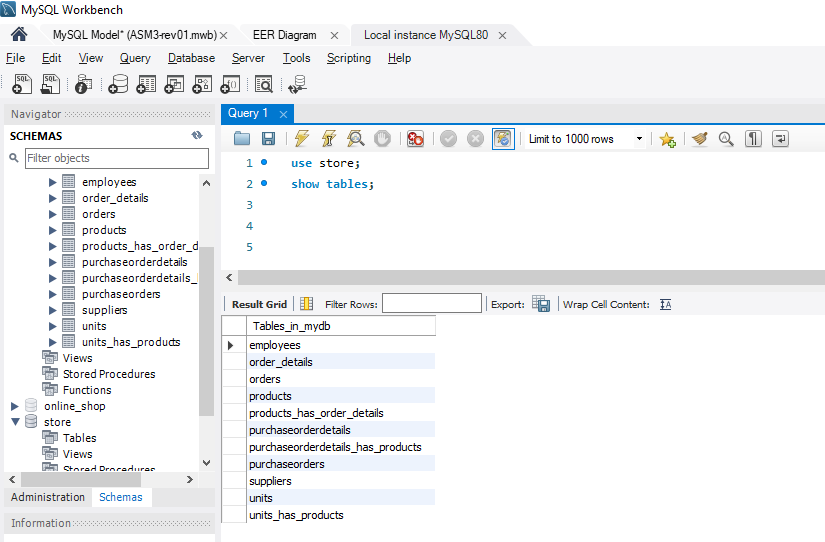 MySQL Workbench
MySQL Model* (ASM3-rev01.mwb) EER Diagram Local instance MySQL80
File Edit View Query Database Server Tools Scripting Help
Navigator
SCHEMAS
Filter objects
employees
order_details
orders
products
products_has_order_d
purchaseorderdetails
purchaseorderdetails_
purchaseorders
suppliers
units
units_has_products
Views
Stored Procedures
Functions
online_shop
store
Tables
Views
Stored Procedures
Administration Schemas
Information
Query 1
Limit to 1000 rows
1 use store;
2 show tables;
3
4
5
Result Grid Filter Rows: Export: Wrap Cell Content:
Tables_in_mydb
employees
order_details
orders
products
products_has_order_details
purchaseorderdetails
purchaseorderdetails_has_products
purchaseorders
suppliers
units
units_has_products